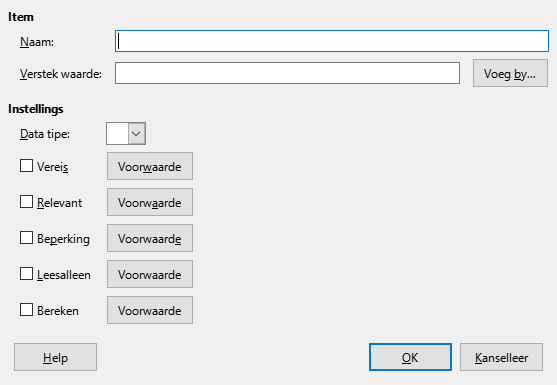 Item
Naam:
Verstek waarde:
Voeg by...
Instellings
Data tipe:
Vereis Voorwaarde
Relevant Voorwaarde
Beperking Voorwaarde
Leesalleen Voorwaarde
Bereken Voorwaarde
Help OK Kanselleer